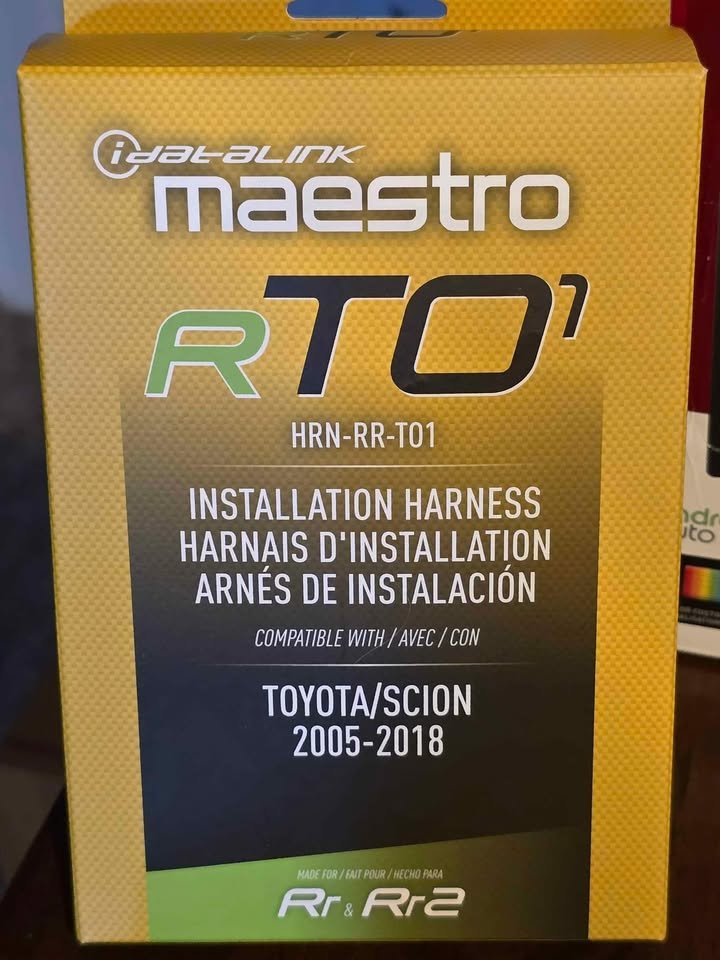 RTO1
idatalink
maestro
RTO1
HRN-RR-TO1
INSTALLATION HARNESS
HARNAIS D'INSTALLATION
ARNÉS DE INSTALACIÓN
COMPATIBLE WITH / AVEC / CON
TOYOTA/SCION
2005-2018
MADE FOR / FAIT POUR / HECHO PARA
Rr & Rr2